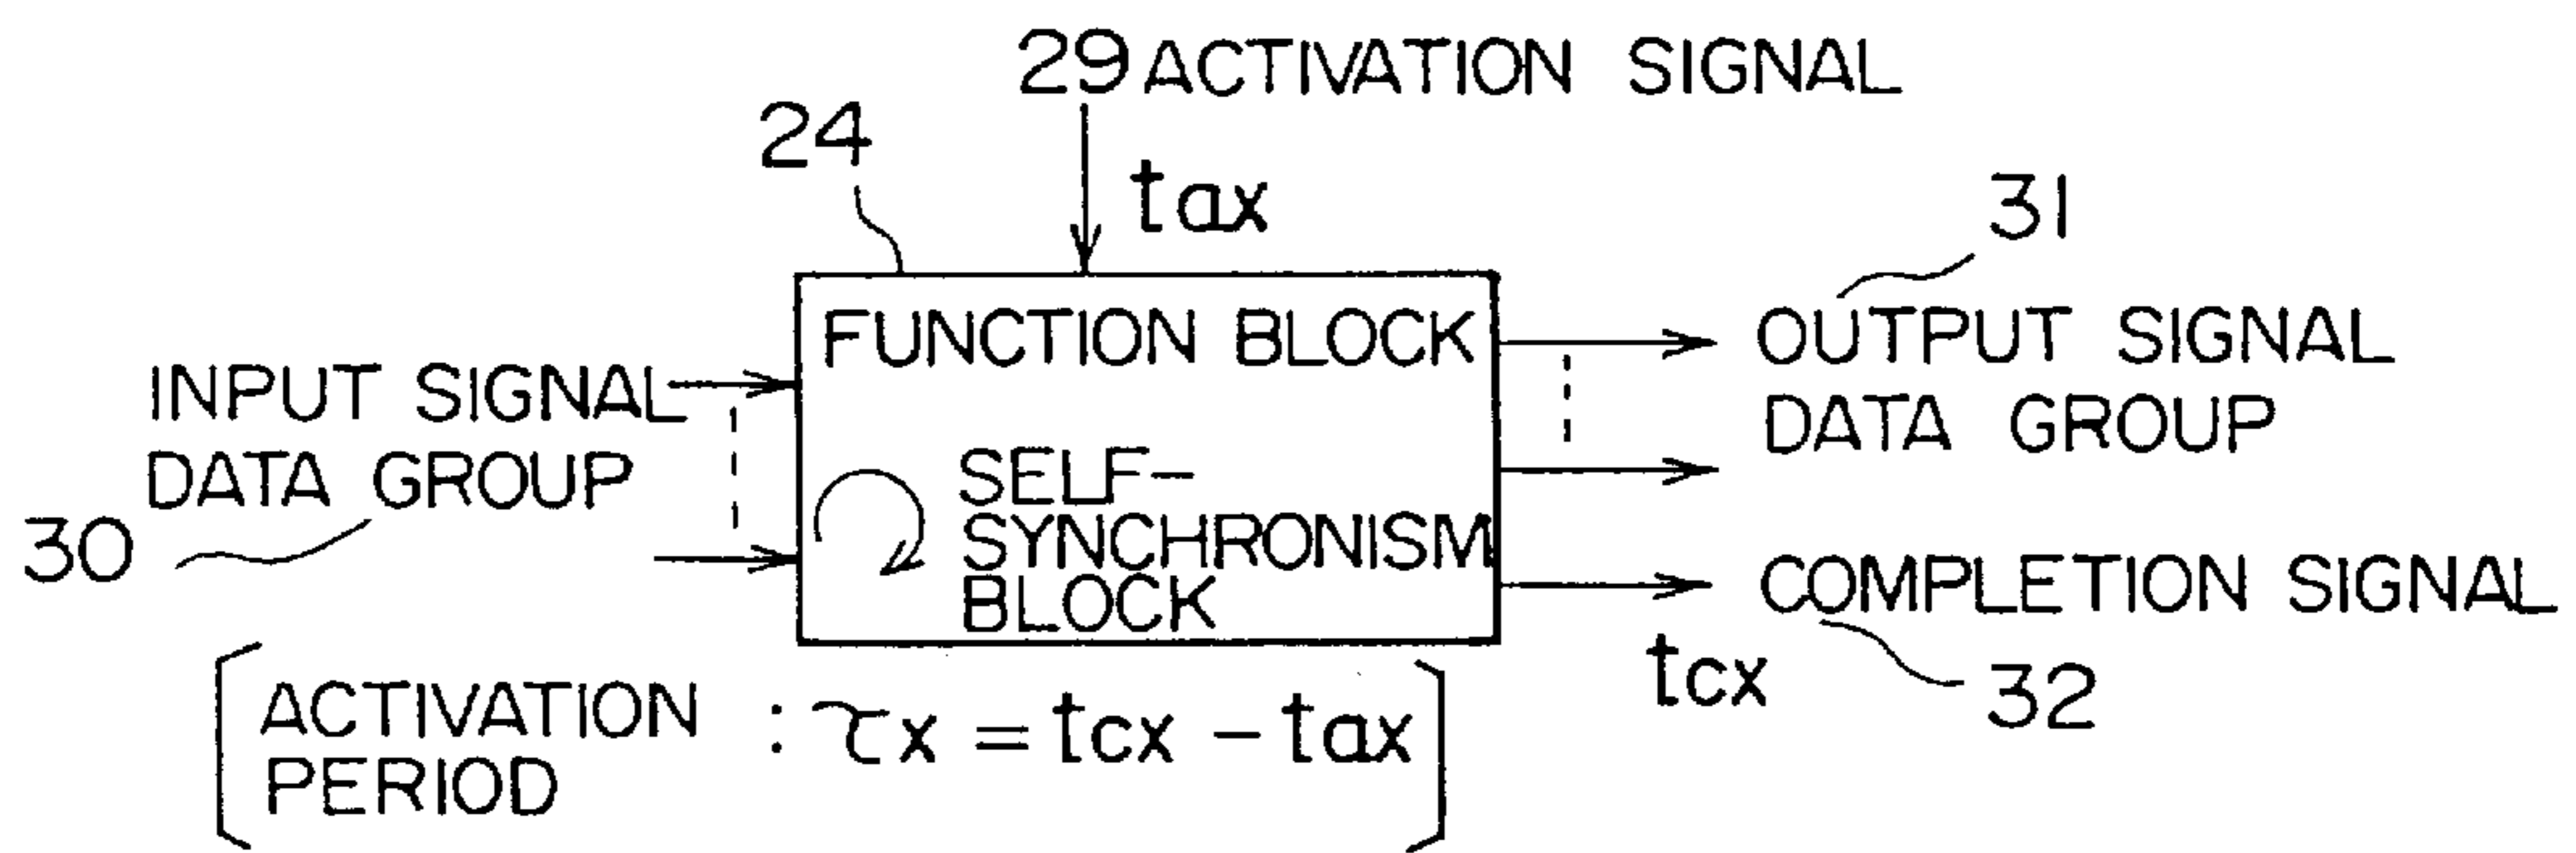 29 ACTIVATION SIGNAL
24
tax
31
FUNCTION BLOCK
OUTPUT SIGNAL
DATA GROUP
INPUT SIGNAL
DATA GROUP
30
SELF-
SYNCHRONISM
BLOCK
COMPLETION SIGNAL
tcx
32
ACTIVATION
PERIOD
: τx = tcx - tax